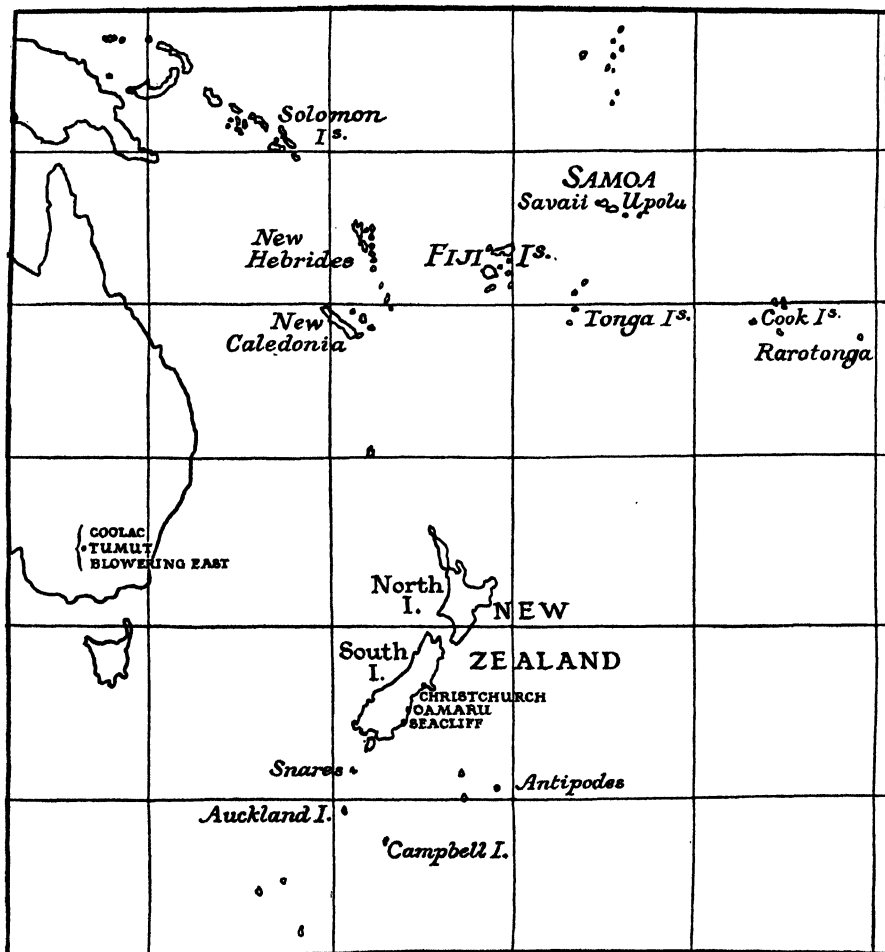 Solomon
Is.
SAMOA
Savaii Upolu
New
Hebrides
FIJI Is.
New
Caledonia
Tonga Is.
Cook Is.
Rarotonga
COOLAC
TUMUT
BLOWERING EAST
North
I.
NEW
ZEALAND
South
I.
CHRISTCHURCH
OAMARU
SEACLIFF
Snares
Antipodes
Auckland I.
Campbell I.